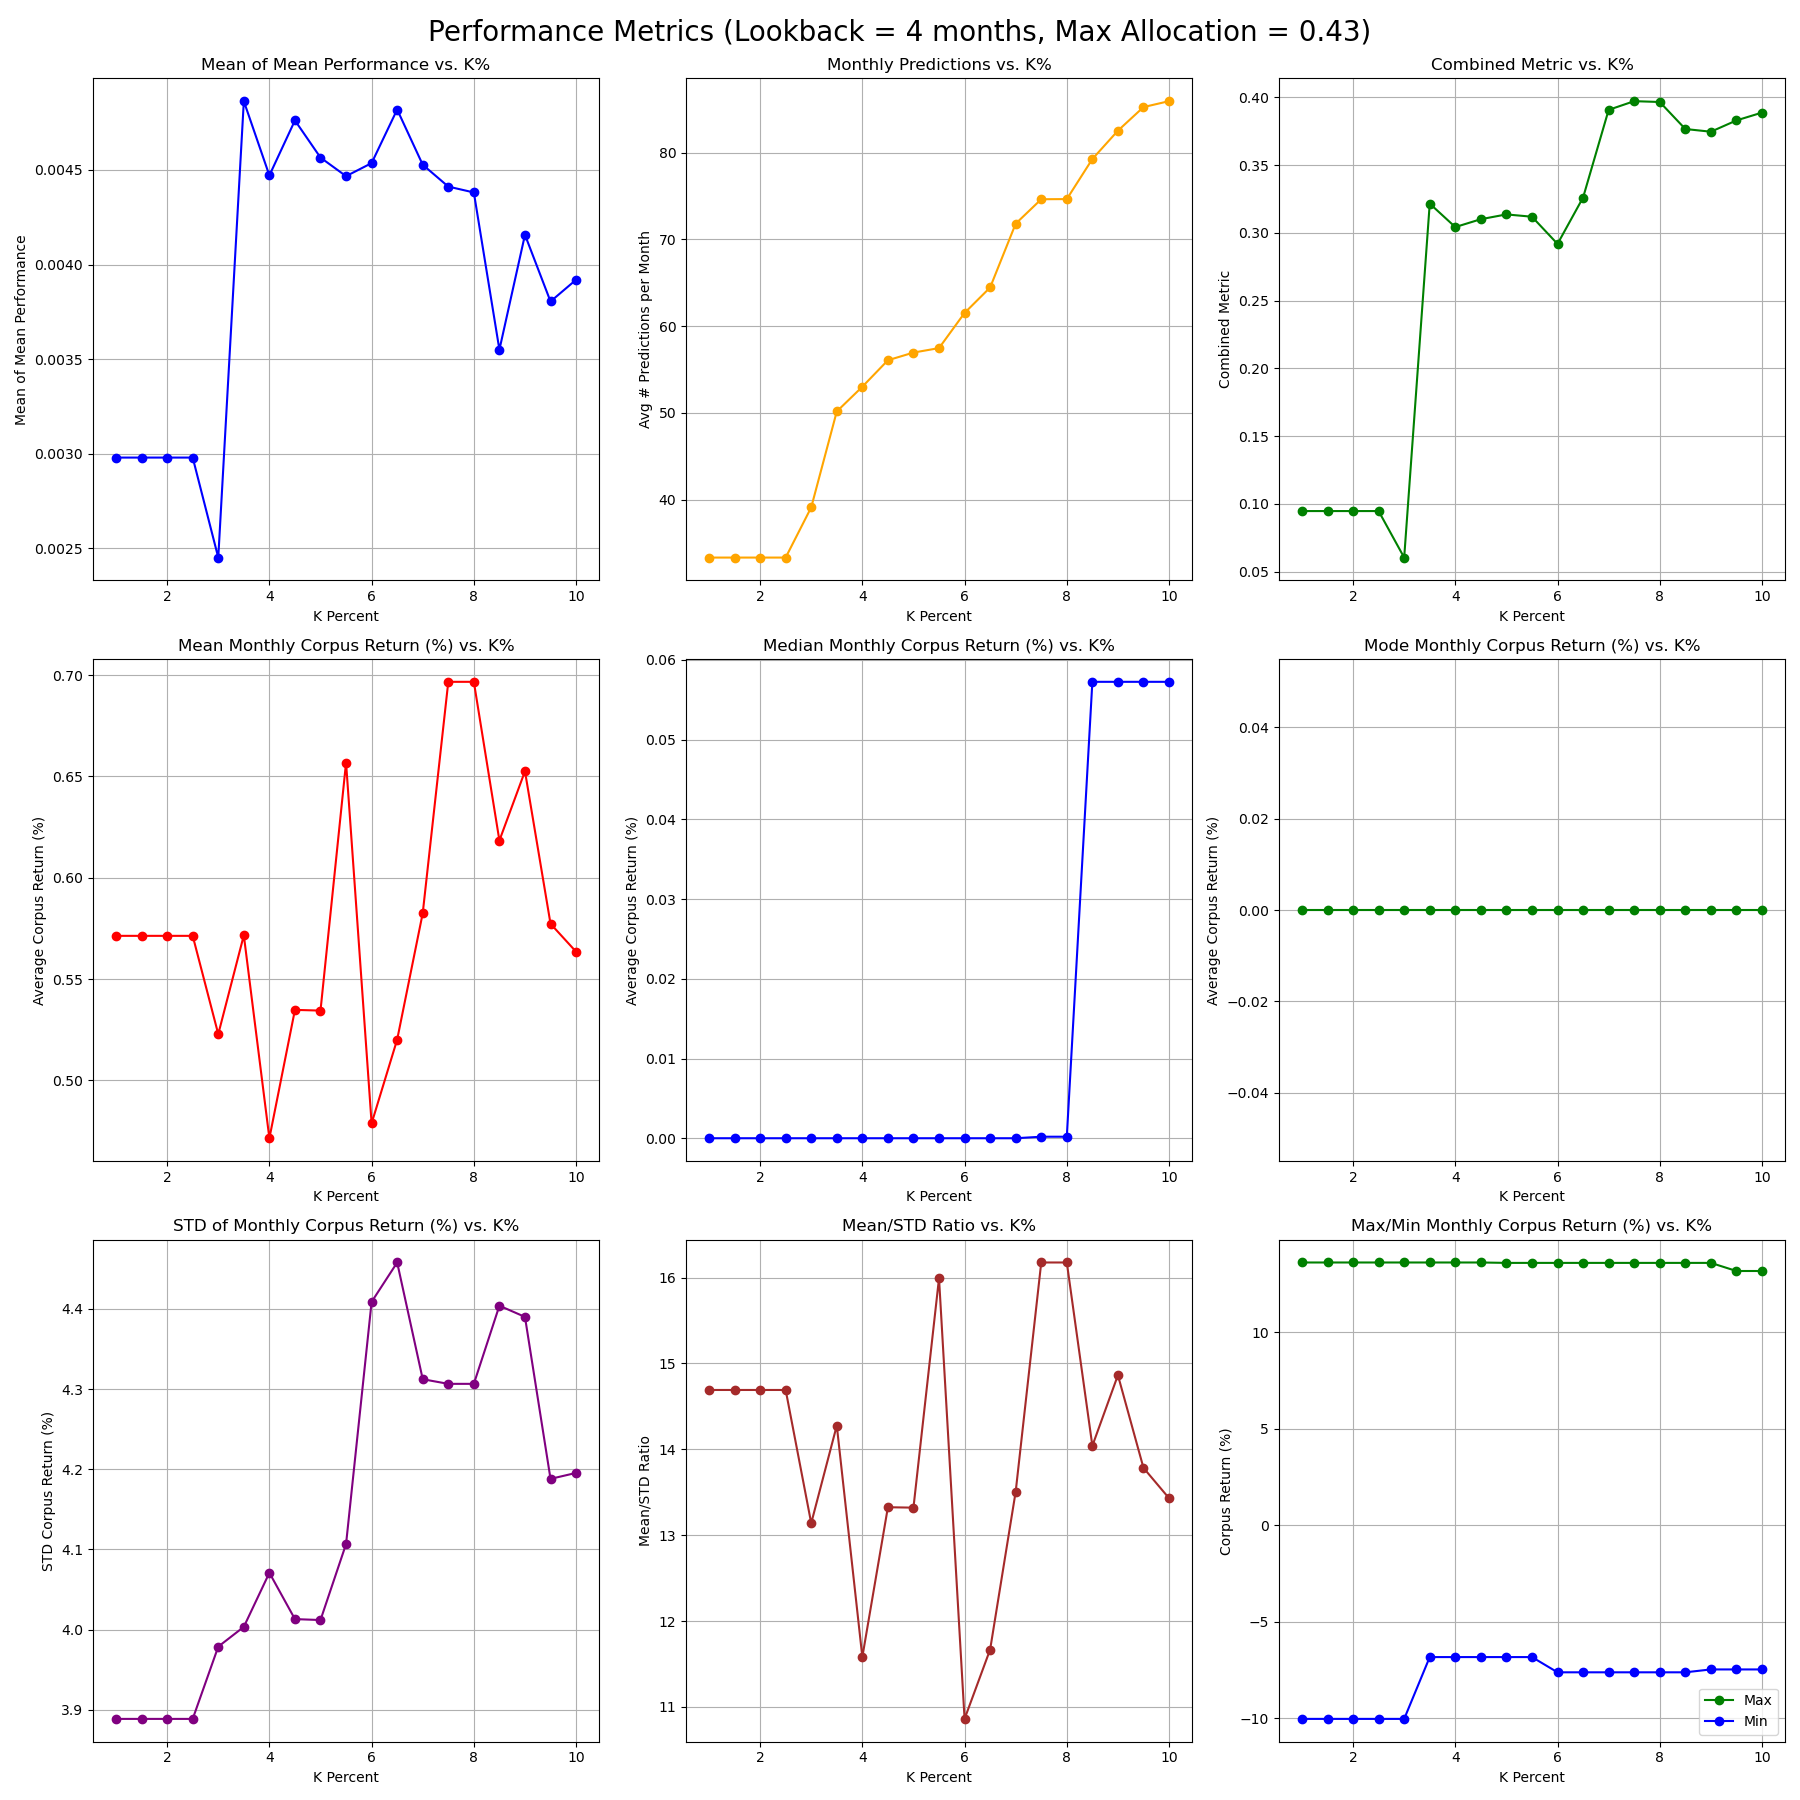 Performance Metrics (Lookback = 4 months, Max Allocation = 0.43)
Mean of Mean Performance vs. K%
Mean of Mean Performance
0.0045
0.0040
0.0035
0.0030
0.0025
2 4 6 8 10
K Percent
Monthly Predictions vs. K%
Avg # Predictions per Month
80
70
60
50
40
2 4 6 8 10
K Percent
Combined Metric vs. K%
Combined Metric
0.40
0.35
0.30
0.25
0.20
0.15
0.10
0.05
2 4 6 8 10
K Percent
Mean Monthly Corpus Return (%) vs. K%
Average Corpus Return (%)
0.70
0.65
0.60
0.55
0.50
2 4 6 8 10
K Percent
Median Monthly Corpus Return (%) vs. K%
Average Corpus Return (%)
0.06
0.05
0.04
0.03
0.02
0.01
0.00
2 4 6 8 10
K Percent
Mode Monthly Corpus Return (%) vs. K%
Average Corpus Return (%)
0.04
0.02
0.00
−0.02
−0.04
2 4 6 8 10
K Percent
STD of Monthly Corpus Return (%) vs. K%
STD Corpus Return (%)
4.4
4.3
4.2
4.1
4.0
3.9
2 4 6 8 10
K Percent
Mean/STD Ratio vs. K%
Mean/STD Ratio
16
15
14
13
12
11
2 4 6 8 10
K Percent
Max/Min Monthly Corpus Return (%) vs. K%
Corpus Return (%)
10
5
0
−5
−10
2 4 6 8 10
K Percent
Max
Min